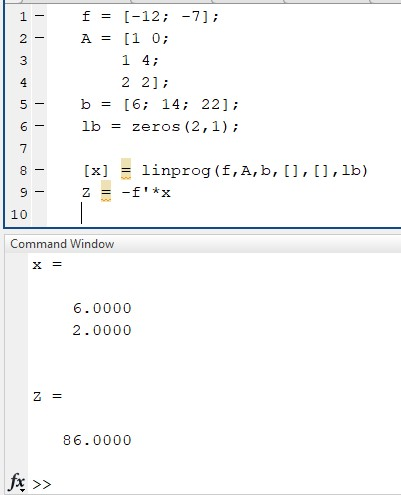 1 - f = [-12; -7];
2 - A = [1 0;
3 1 4;
4 2 2];
5 - b = [6; 14; 22];
6 - lb = zeros(2,1);
7
8 - [x] = linprog(f,A,b,[],[],lb)
9 - Z = -f'*x
10
Command Window
x =
6.0000
2.0000
Z =
86.0000
fx >>